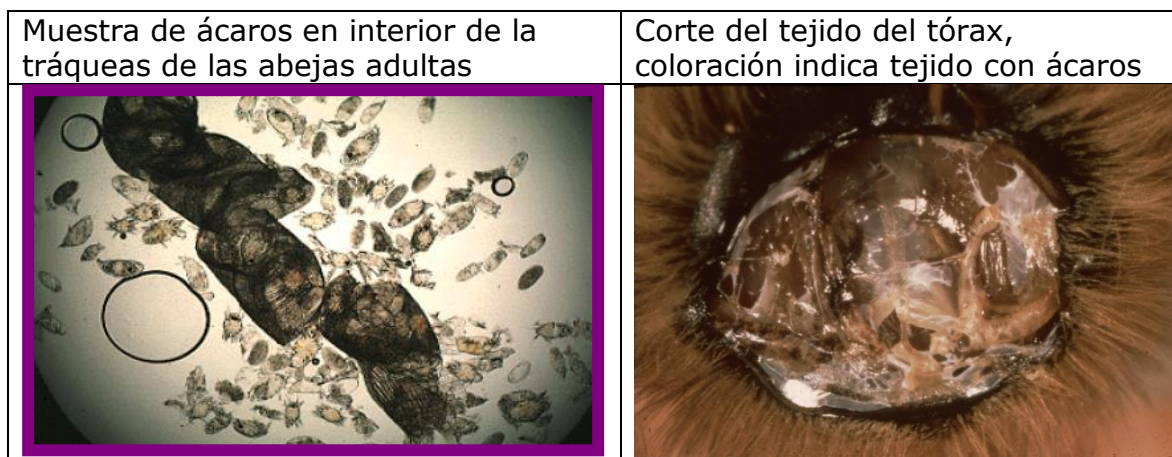 Muestra de ácaros en interior de la
tráqueas de las abejas adultas
Corte del tejido del tórax,
coloración indica tejido con ácaros